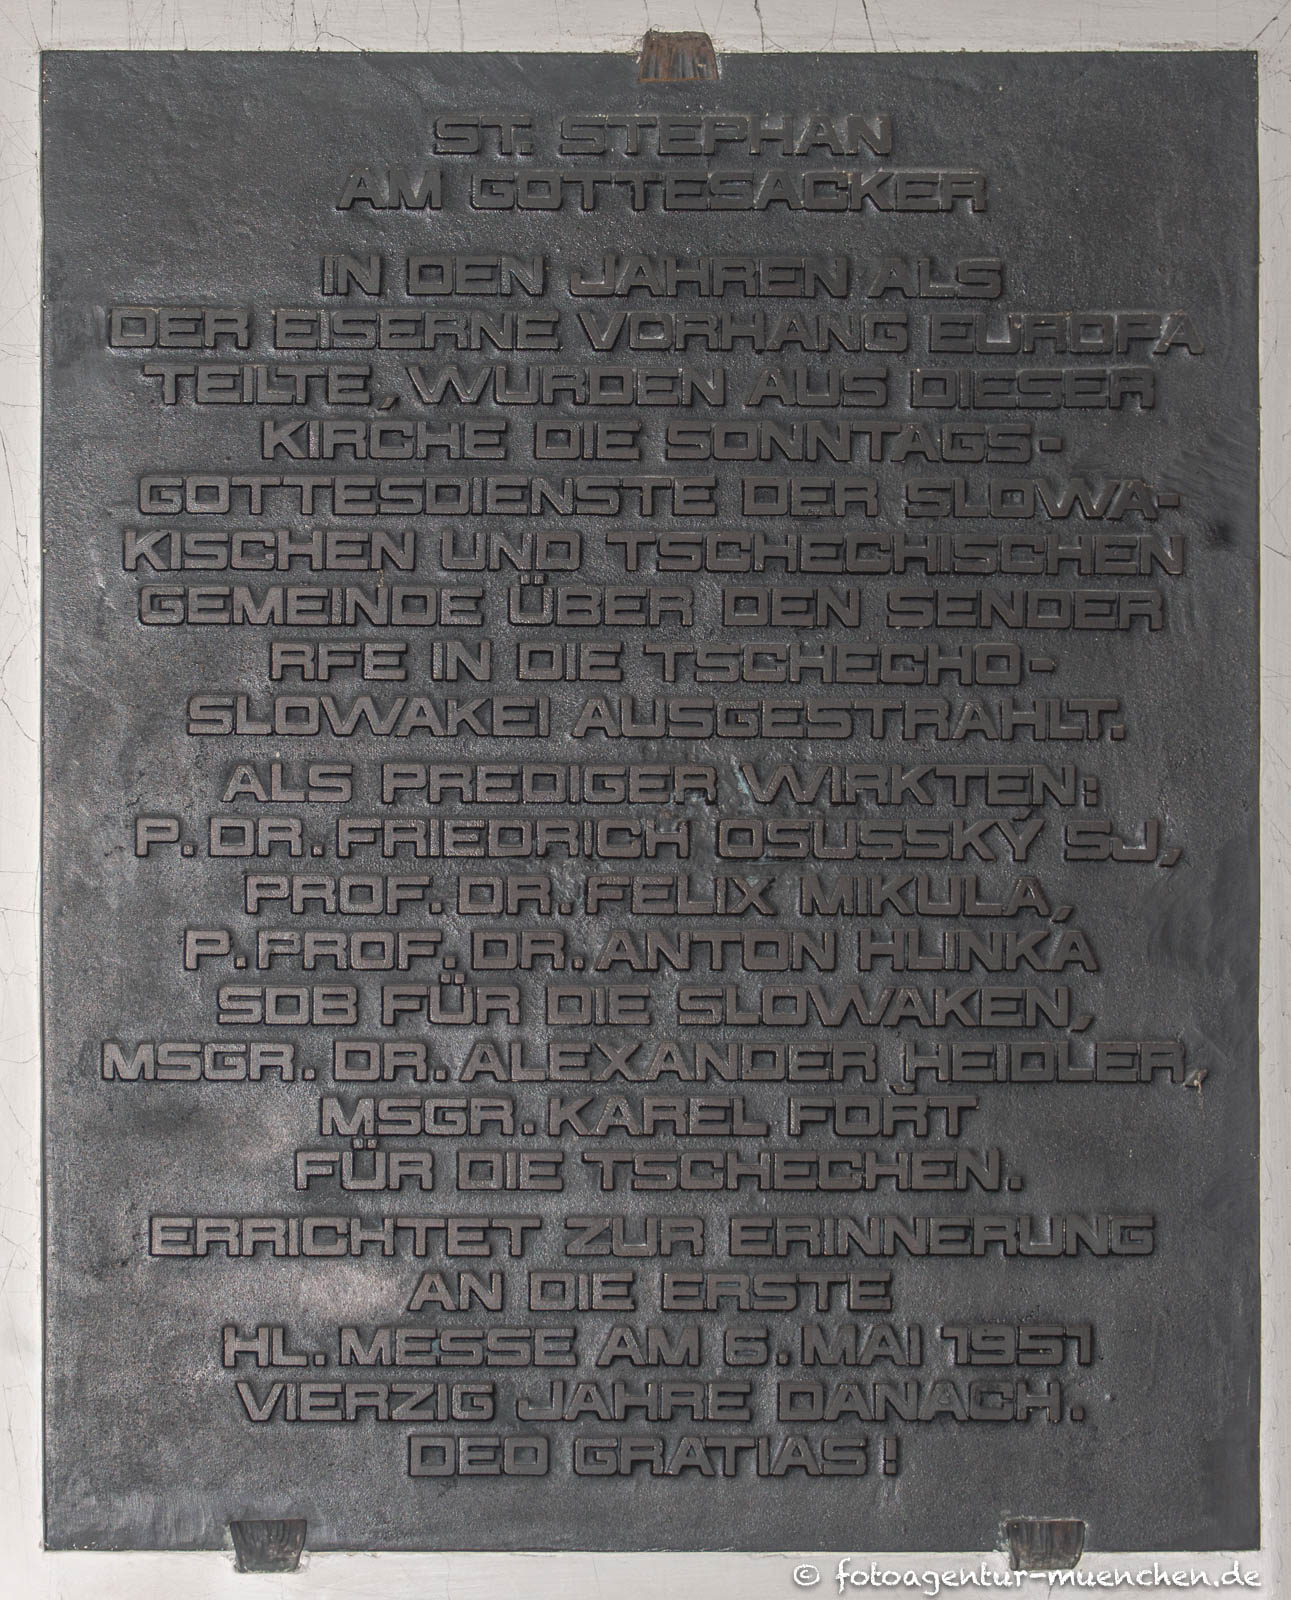 ST. STEPHAN
AM GOTTESACKER
IN DEN JAHREN ALS
DER EISERNE VORHANG EUROPA
TEILTE, WURDEN AUS DIESER
KIRCHE DIE SONNTAGS-
GOTTESDIENSTE DER SLOWA-
KISCHEN UND TSCHECHISCHEN
GEMEINDE ÜBER DEN SENDER
RFE IN DIE TSCHECHO-
SLOWAKEI AUSGESTRAHLT.
ALS PREDIGER WIRKTEN:
P. DR. FRIEDRICH OSUSSKÝ SJ,
PROF. DR. FELIX MIKULA,
P. PROF. DR. ANTON HLINKA
SDB FÜR DIE SLOWAKEN,
MSGR. DR. ALEXANDER HEIDLER,
MSGR. KAREL FOŘT
FÜR DIE TSCHECHEN.
ERRICHTET ZUR ERINNERUNG
AN DIE ERSTE
HL. MESSE AM 6. MAI 1951
VIERZIG JAHRE DANACH.
DEO GRATIAS!
© fotoagentur-muenchen.de